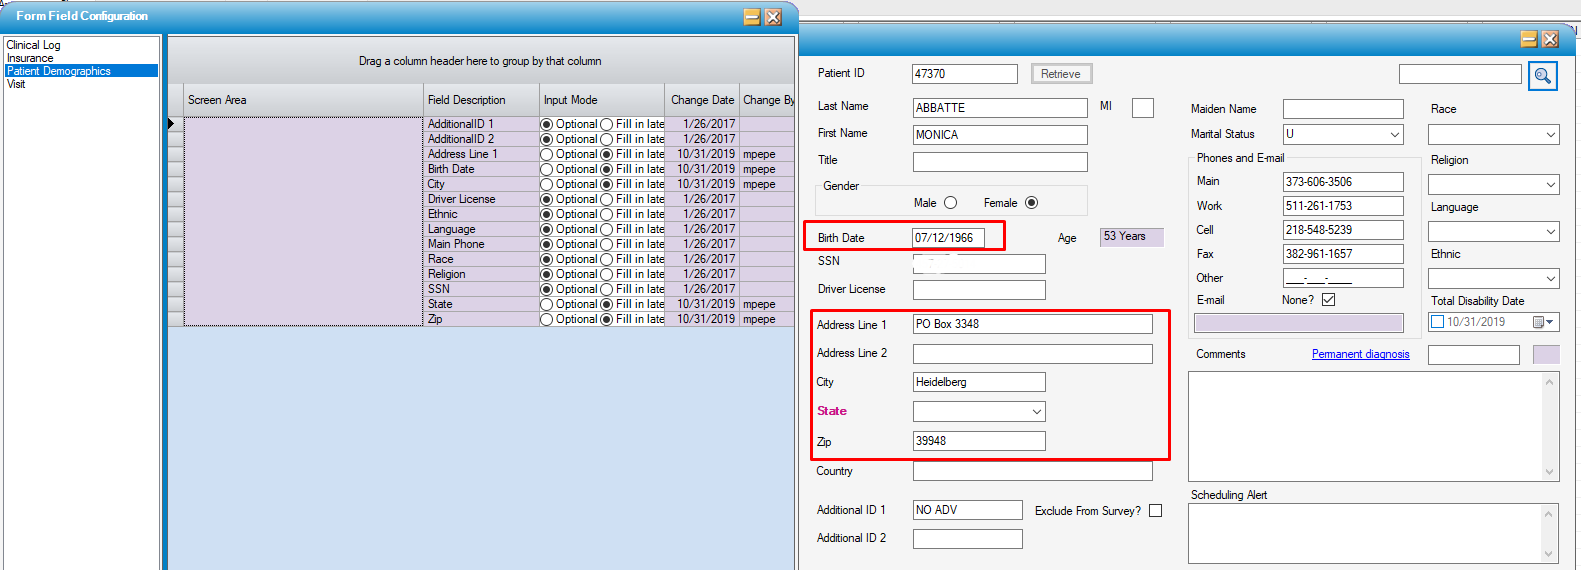 Form Field Configuration
Clinical Log
Insurance
Patient Demographics
Visit
Drag a column header here to group by that column
Screen Area Field Description Input Mode Change Date Change By
AdditionalID 1 Optional Fill in late 1/26/2017
AdditionalID 2 Optional Fill in late 1/26/2017
Address Line 1 Optional Fill in late 10/31/2019 mpepe
Birth Date Optional Fill in late 10/31/2019 mpepe
City Optional Fill in late 10/31/2019 mpepe
Driver License Optional Fill in late 1/26/2017
Ethnic Optional Fill in late 1/26/2017
Language Optional Fill in late 1/26/2017
Main Phone Optional Fill in late 1/26/2017
Race Optional Fill in late 1/26/2017
Religion Optional Fill in late 1/26/2017
SSN Optional Fill in late 1/26/2017
State Optional Fill in late 10/31/2019 mpepe
Zip Optional Fill in late 10/31/2019 mpepe
Patient ID 47370 Retrieve
Last Name ABBATTE MI
First Name MONICA
Title
Gender
Male Female
Birth Date 07/12/1966 Age 53 Years
SSN
Driver License
Address Line 1 PO Box 3348
Address Line 2
City Heidelberg
State
Zip 39948
Country
Additional ID 1 NO ADV Exclude From Survey?
Additional ID 2
Maiden Name Race
Marital Status U
Phones and E-mail Religion
Main 373-606-3506
Work 511-261-1753 Language
Cell 218-548-5239
Fax 382-961-1657 Ethnic
Other ___-___-____
E-mail None? Total Disability Date
10/31/2019
Comments Permanent diagnosis
Scheduling Alert